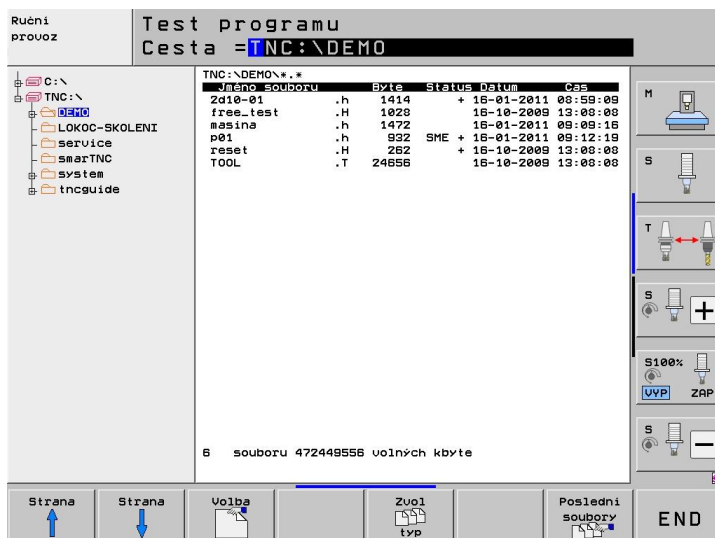 Ruční
provoz
Test programu
Cesta =TNC:\DEMO
C:\
TNC:\
DEMO
LOKOC-SKOLENI
service
smarTNC
system
tncguide
TNC:\DEMO\*.*
Jméno souboru Byte Status Datum Čas
2d10-01 .h 1414 + 16-01-2011 08:59:09
free_test .H 1028 16-10-2009 13:08:08
masina .h 1472 16-01-2011 09:09:16
p01 .h 932 SME + 16-01-2011 09:12:19
reset .H 262 + 16-10-2009 13:08:08
TOOL .T 24656 16-10-2009 13:08:08
6 souboru 472449556 volných kbyte
M
S
T
S
+
S100%
VYP ZAP
S
−
Strana
Strana
Volba
Zvol
typ
Poslední
soubory
END